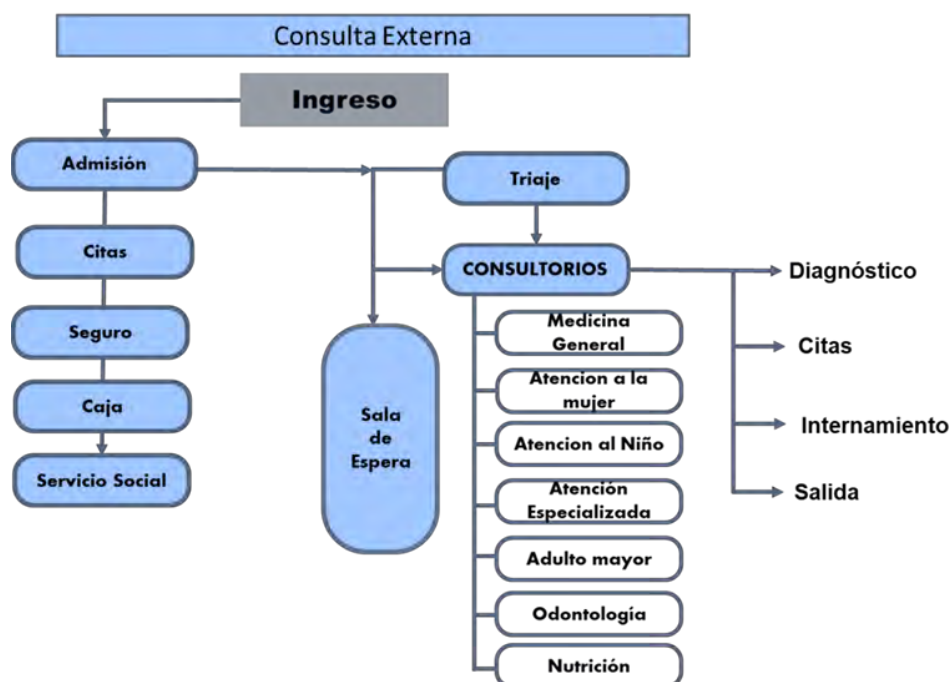 Consulta Externa
Ingreso
Admisión
Citas
Seguro
Caja
Servicio Social
Sala
de
Espera
Triaje
CONSULTORIOS
Medicina
General
Atencion a la
mujer
Atencion al Niño
Atención
Especializada
Adulto mayor
Odontología
Nutrición
Diagnóstico
Citas
Internamiento
Salida